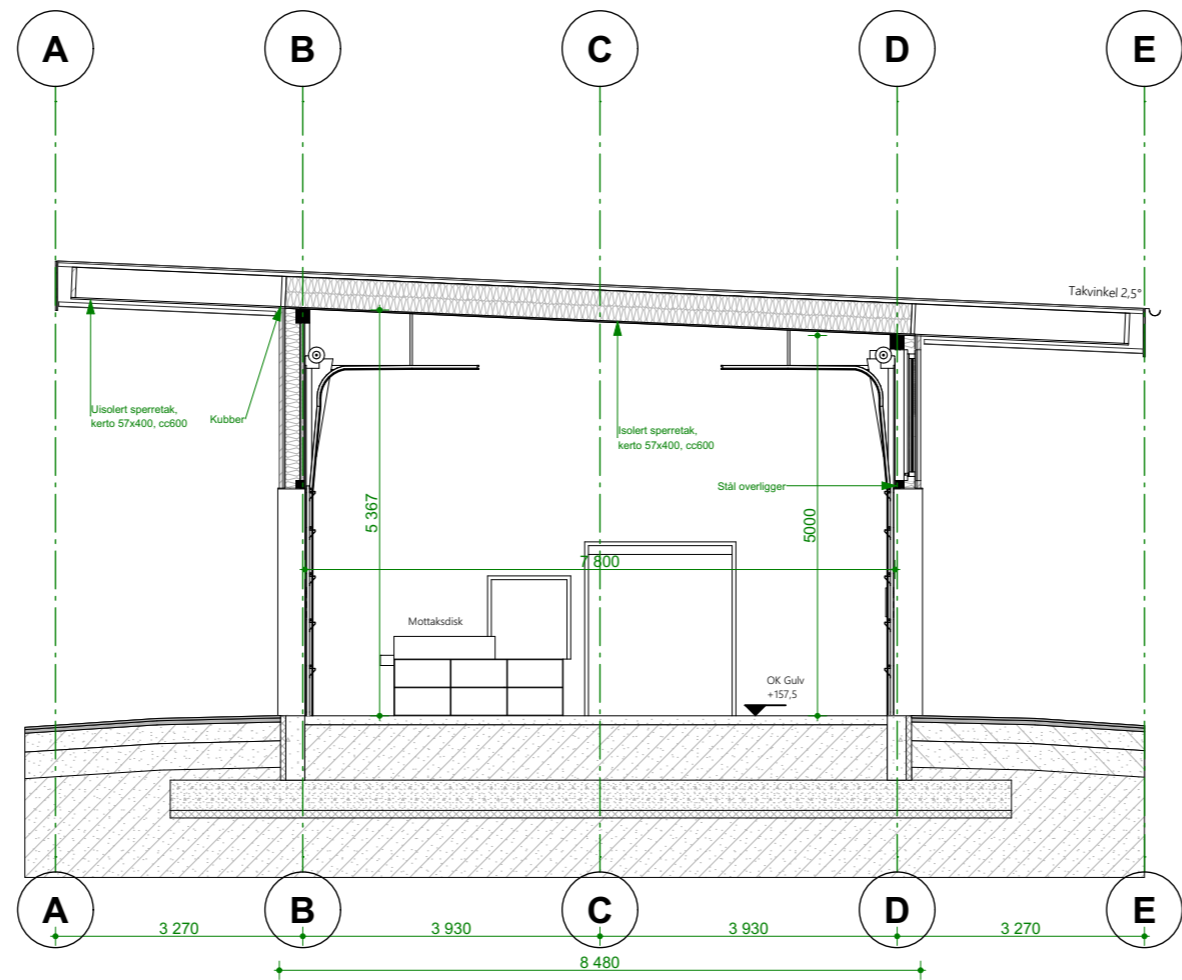 A
B
C
D
E
Takvinkel 2,5°
Uisolert sperretak,
kerto 57x400, cc600
Kubber
Isolert sperretak,
kerto 57x400, cc600
Stål overligger
5 367
5000
7 800
Mottaksdisk
OK Gulv
+157,5
A
B
C
D
E
3 270
3 930
3 930
3 270
8 480